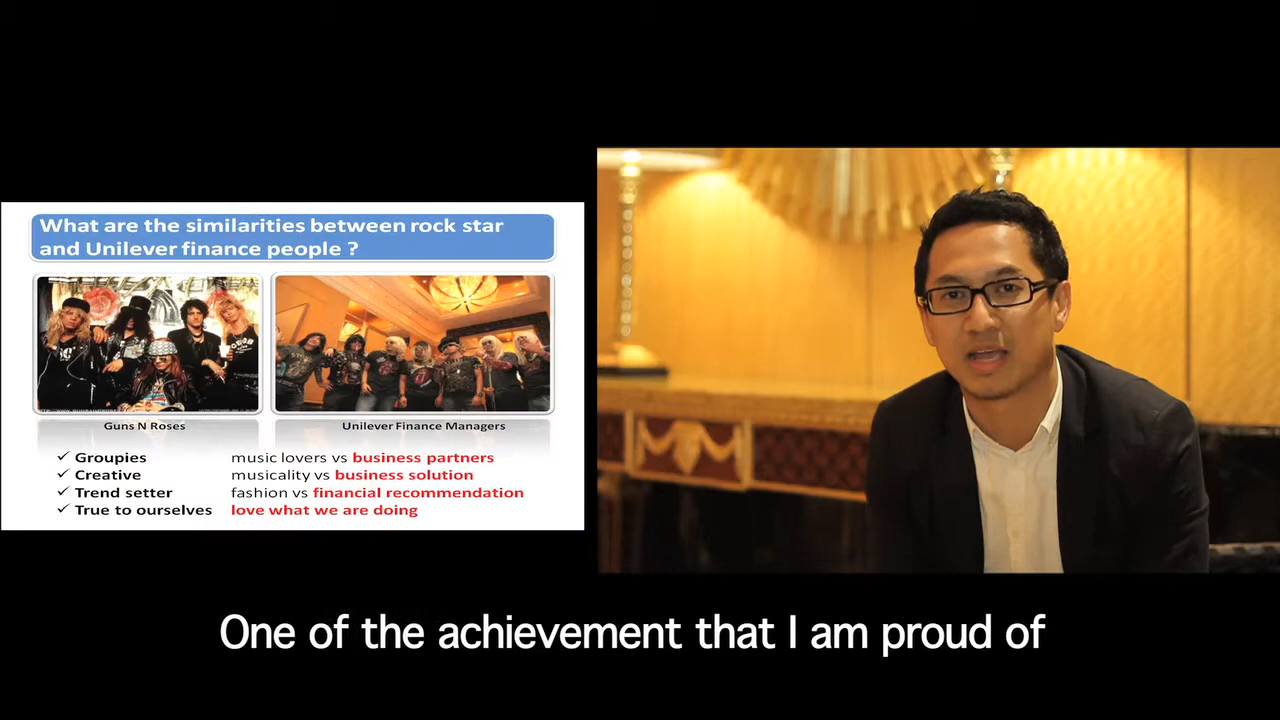 What are the similarities between rock star
and Unilever finance people ?
Guns N Roses
Unilever Finance Managers
✓ Groupies music lovers vs business partners
✓ Creative musicality vs business solution
✓ Trend setter fashion vs financial recommendation
✓ True to ourselves love what we are doing
One of the achievement that I am proud of